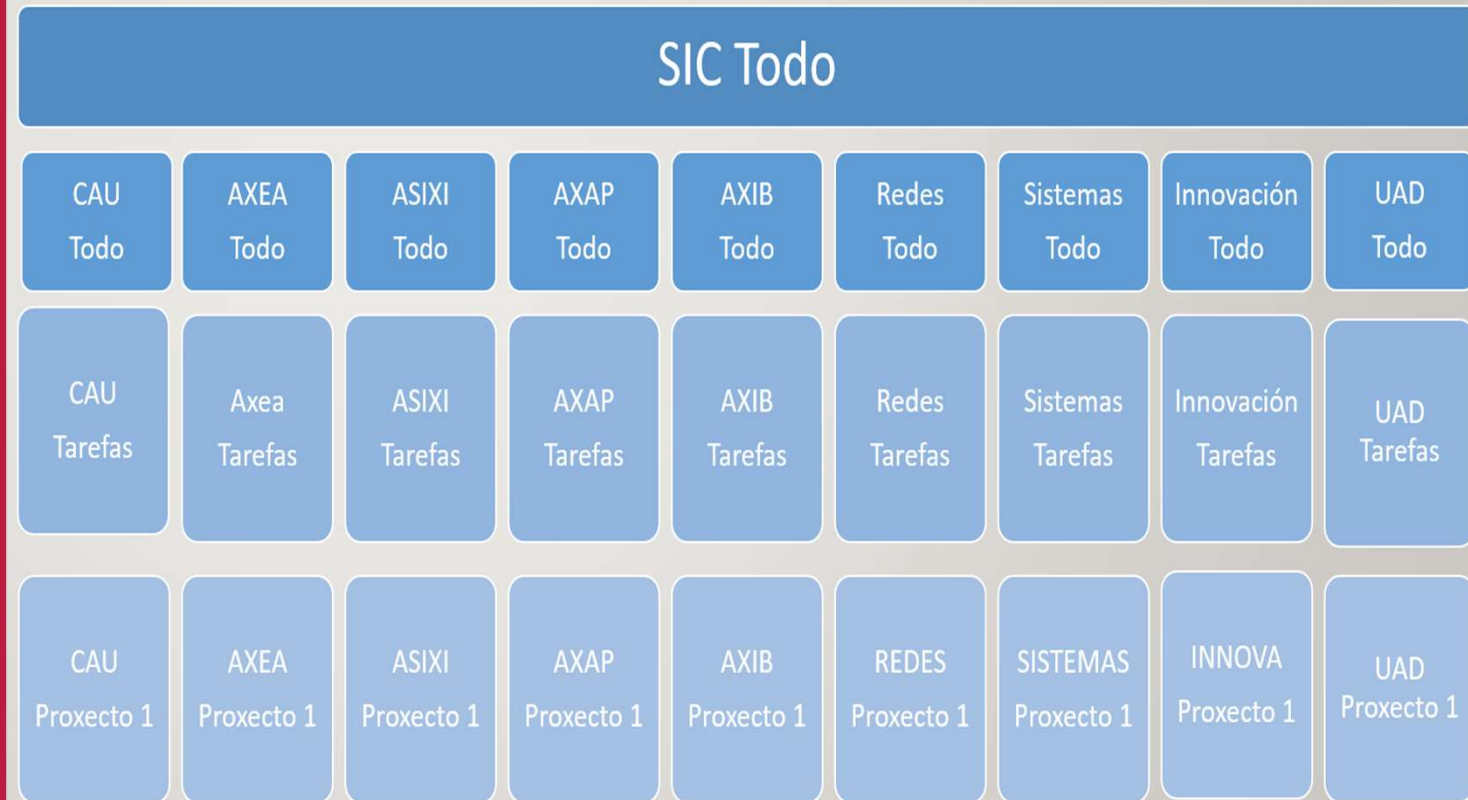 SIC Todo
CAU
Todo
AXEA
Todo
ASIXI
Todo
AXAP
Todo
AXIB
Todo
Redes
Todo
Sistemas
Todo
Innovación
Todo
UAD
Todo
CAU
Tarefas
Axea
Tarefas
ASIXI
Tarefas
AXAP
Tarefas
AXIB
Tarefas
Redes
Tarefas
Sistemas
Tarefas
Innovación
Tarefas
UAD
Tarefas
CAU
Proxecto 1
AXEA
Proxecto 1
ASIXI
Proxecto 1
AXAP
Proxecto 1
AXIB
Proxecto 1
REDES
Proxecto 1
SISTEMAS
Proxecto 1
INNOVA
Proxecto 1
UAD
Proxecto 1